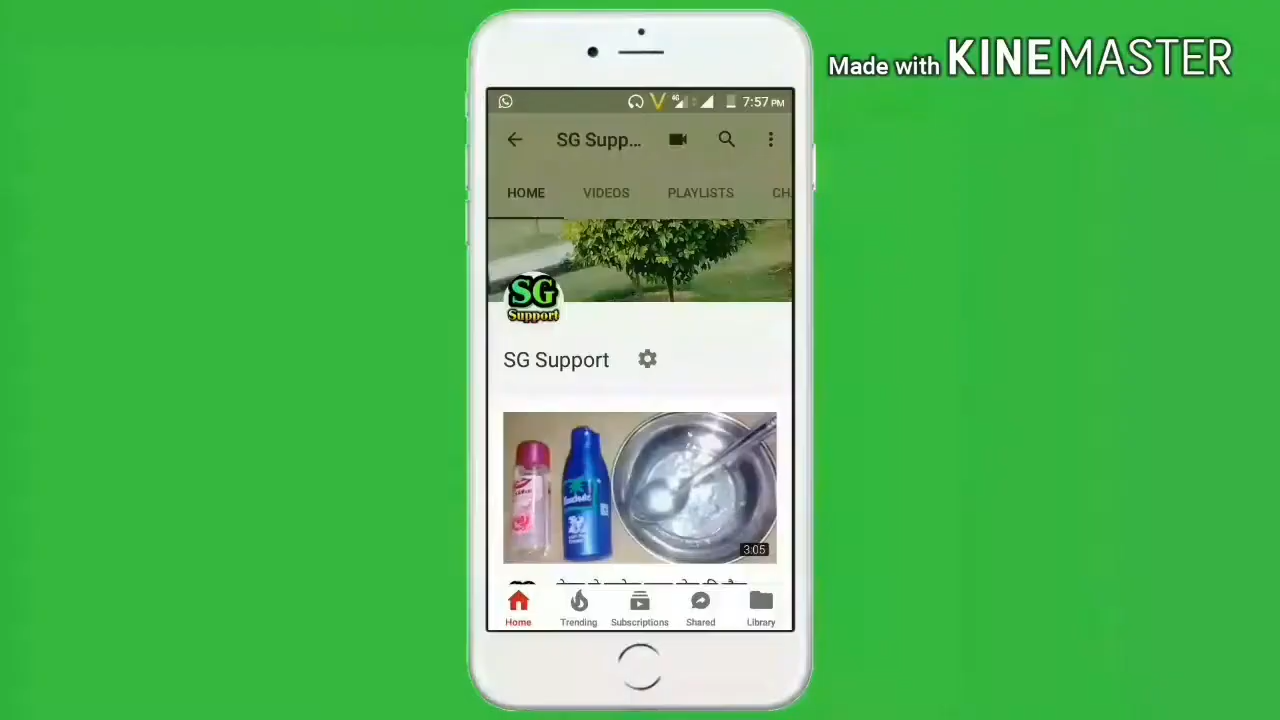 Made with KINEMASTER
4G 7:57 PM
SG Supp...
HOME VIDEOS PLAYLISTS CH
SG
Support
SG Support
3:05
Home Trending Subscriptions Shared Library